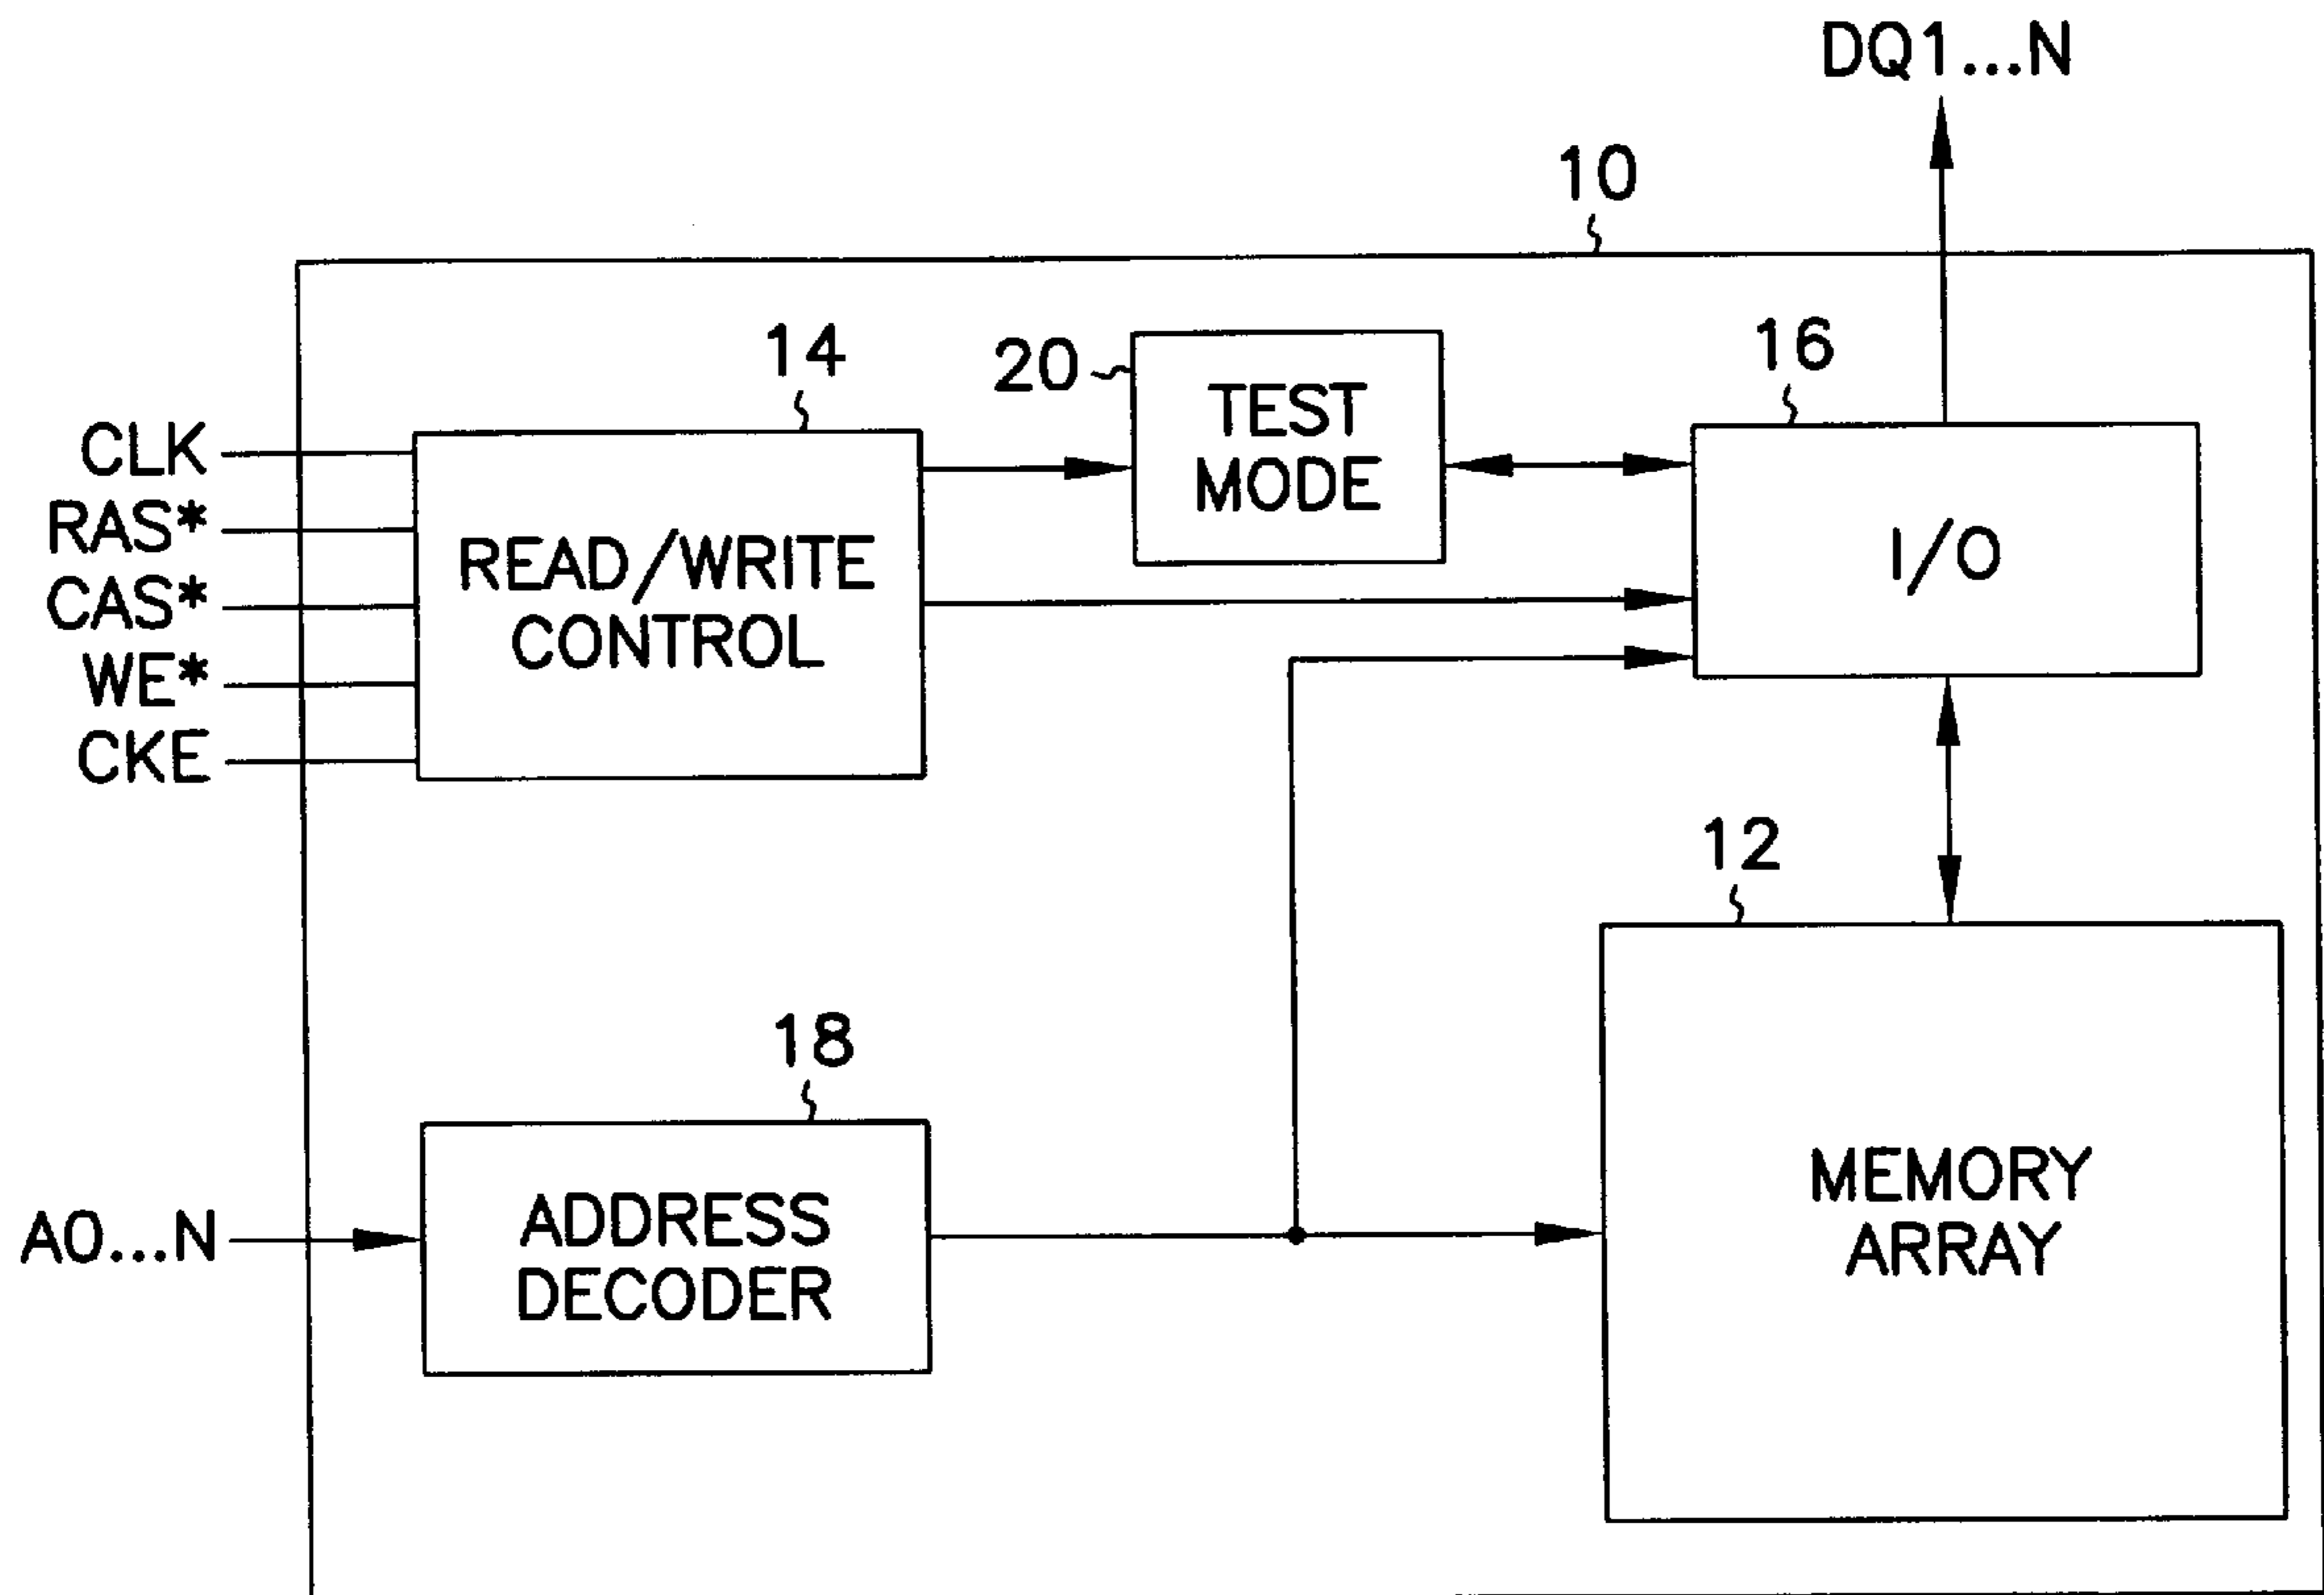 DQ1...N
10
14
20
TEST
MODE
16
CLK
RAS*
CAS*
WE*
CKE
READ/WRITE
CONTROL
I/O
12
18
A0...N
ADDRESS
DECODER
MEMORY
ARRAY